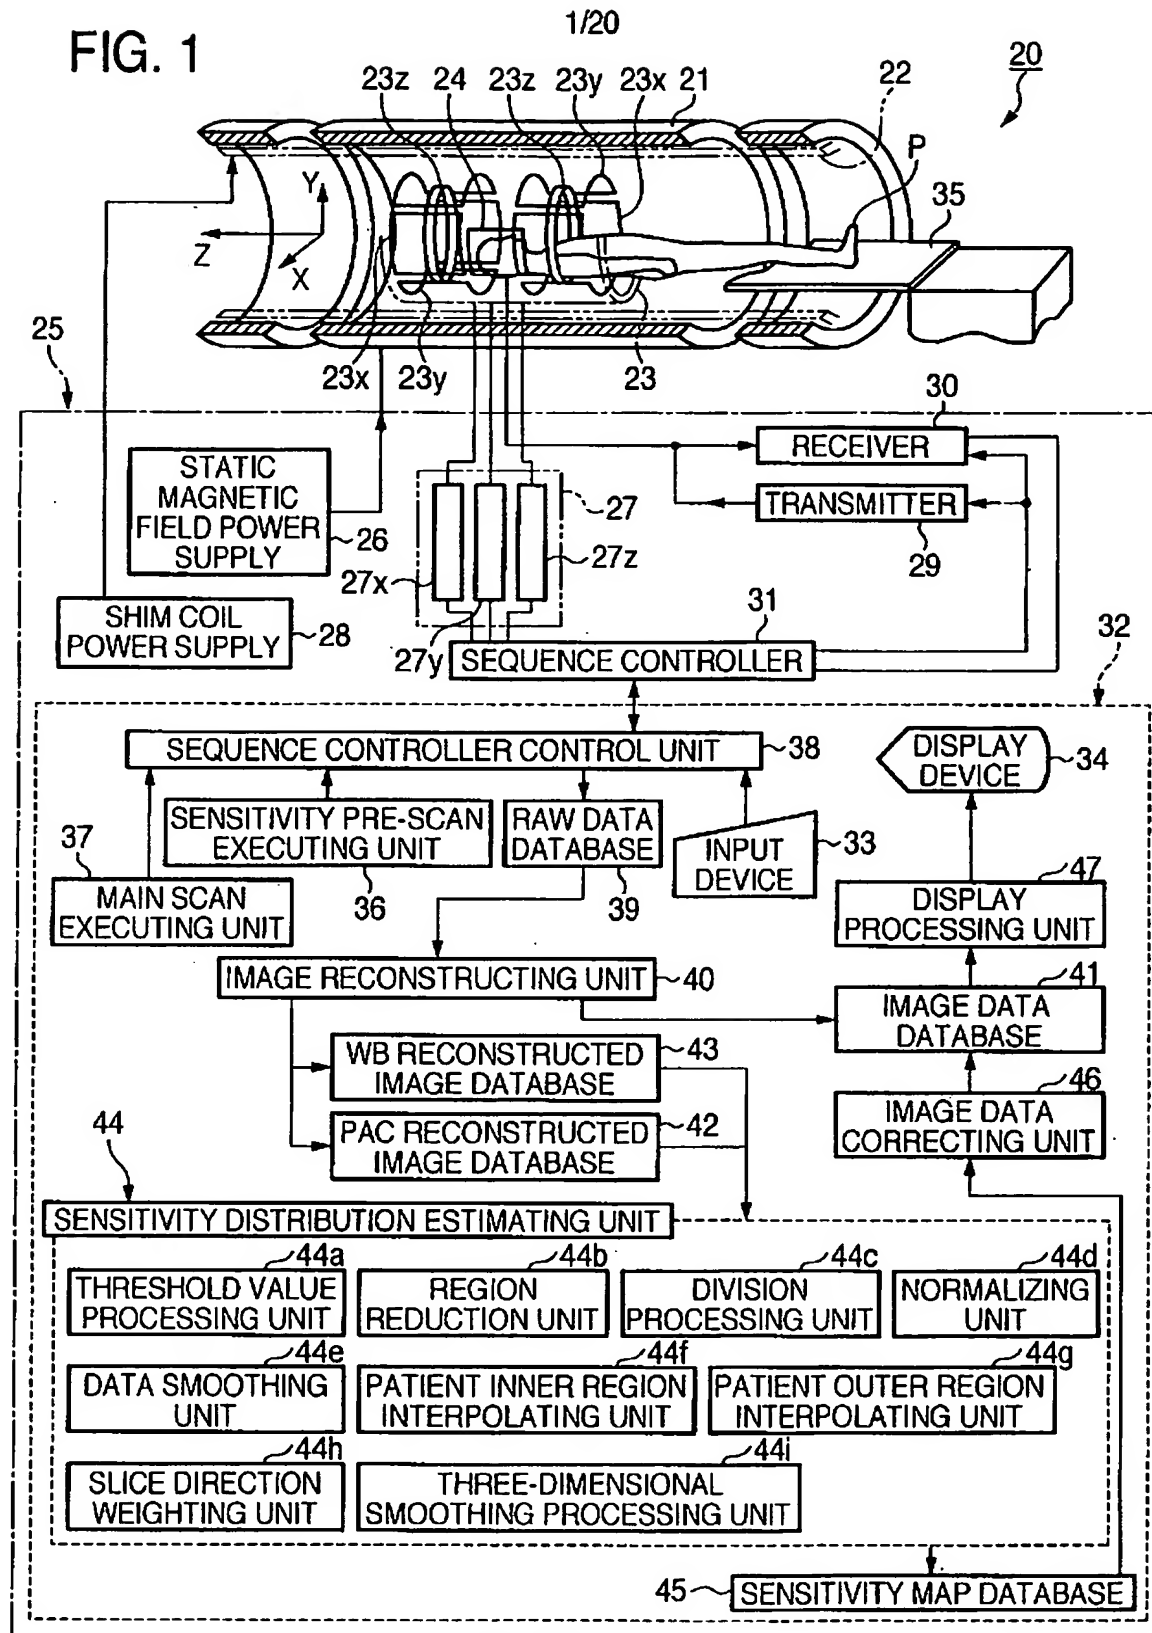 1/20
FIG. 1
20
23z 24 23z 23y 23x 21
22
P
35
Y
Z
X
25
23x 23y
23
30
RECEIVER
STATIC
MAGNETIC
FIELD POWER
SUPPLY
26
TRANSMITTER
29
27
27x
27z
27y
SHIM COIL
POWER SUPPLY
28
31
SEQUENCE CONTROLLER
32
SEQUENCE CONTROLLER CONTROL UNIT
38
DISPLAY
DEVICE
34
SENSITIVITY PRE-SCAN
EXECUTING UNIT
36
RAW DATA
DATABASE
39
INPUT
DEVICE
33
37
MAIN SCAN
EXECUTING UNIT
47
DISPLAY
PROCESSING UNIT
IMAGE RECONSTRUCTING UNIT
40
41
IMAGE DATA
DATABASE
WB RECONSTRUCTED
IMAGE DATABASE
43
46
IMAGE DATA
CORRECTING UNIT
PAC RECONSTRUCTED
IMAGE DATABASE
42
44
SENSITIVITY DISTRIBUTION ESTIMATING UNIT
44a
THRESHOLD VALUE
PROCESSING UNIT
44b
REGION
REDUCTION UNIT
44c
DIVISION
PROCESSING UNIT
44d
NORMALIZING
UNIT
44e
DATA SMOOTHING
UNIT
44f
PATIENT INNER REGION
INTERPOLATING UNIT
44g
PATIENT OUTER REGION
INTERPOLATING UNIT
44h
SLICE DIRECTION
WEIGHTING UNIT
44i
THREE-DIMENSIONAL
SMOOTHING PROCESSING UNIT
45
SENSITIVITY MAP DATABASE